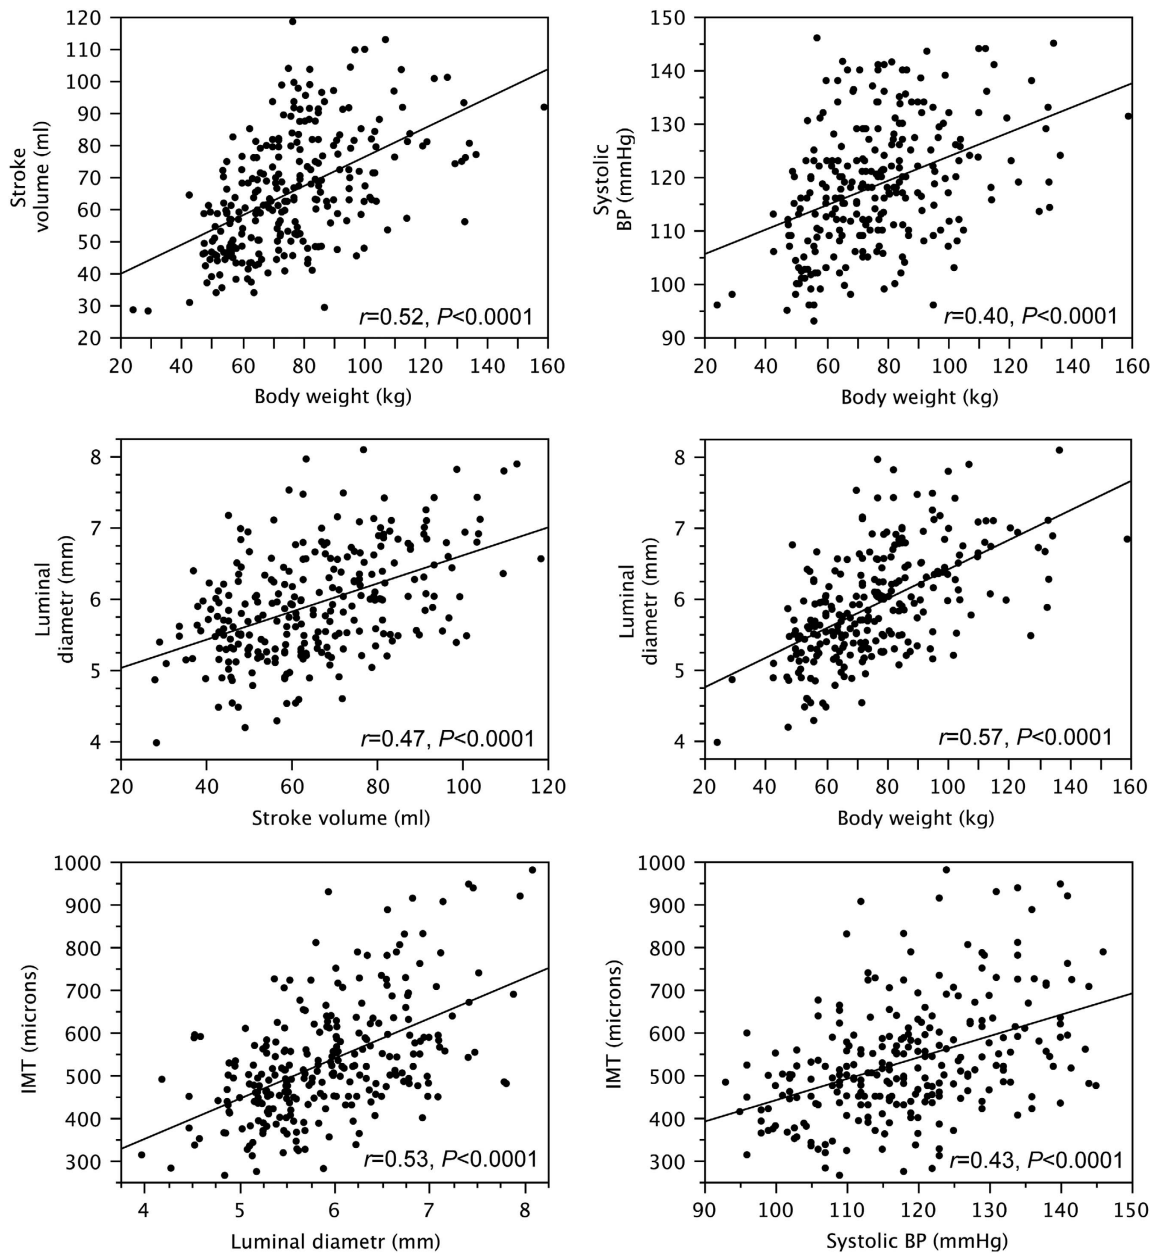 120
110
100
90
80
70
60
50
40
30
20
Stroke
volume (ml)
r=0.52, P<0.0001
20 40 60 80 100 120 140 160
Body weight (kg)
150
140
130
120
110
100
90
Systolic
BP (mmHg)
r=0.40, P<0.0001
20 40 60 80 100 120 140 160
Body weight (kg)
8
7
6
5
4
Luminal
diametr (mm)
r=0.47, P<0.0001
20 40 60 80 100 120
Stroke volume (ml)
8
7
6
5
4
Luminal
diametr (mm)
r=0.57, P<0.0001
20 40 60 80 100 120 140 160
Body weight (kg)
1000
900
800
700
600
500
400
300
IMT (microns)
r=0.53, P<0.0001
4 5 6 7 8
Luminal diametr (mm)
1000
900
800
700
600
500
400
300
IMT (microns)
r=0.43, P<0.0001
90 100 110 120 130 140 150
Systolic BP (mmHg)